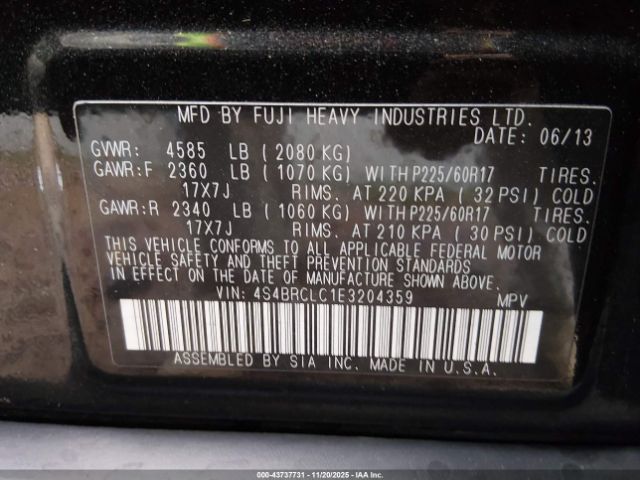 MFD BY FUJI HEAVY INDUSTRIES LTD.
DATE: 06/13
GVWR: 4585 LB ( 2080 KG)
GAWR:F 2360 LB ( 1070 KG) WITH P225/60R17 TIRES.
17X7J RIMS. AT 220 KPA ( 32 PSI) COLD
GAWR:R 2340 LB ( 1060 KG) WITH P225/60R17 TIRES.
17X7J RIMS. AT 210 KPA ( 30 PSI) COLD
THIS VEHICLE CONFORMS TO ALL APPLICABLE FEDERAL MOTOR
VEHICLE SAFETY AND THEFT PREVENTION STANDARDS
IN EFFECT ON THE DATE OF MANUFACTURE SHOWN ABOVE.
VIN: 4S4BRCLC1E3204359 MPV
ASSEMBLED BY SIA INC. MADE IN U.S.A.
000-43737731 - 11/20/2025 - IAAI.com